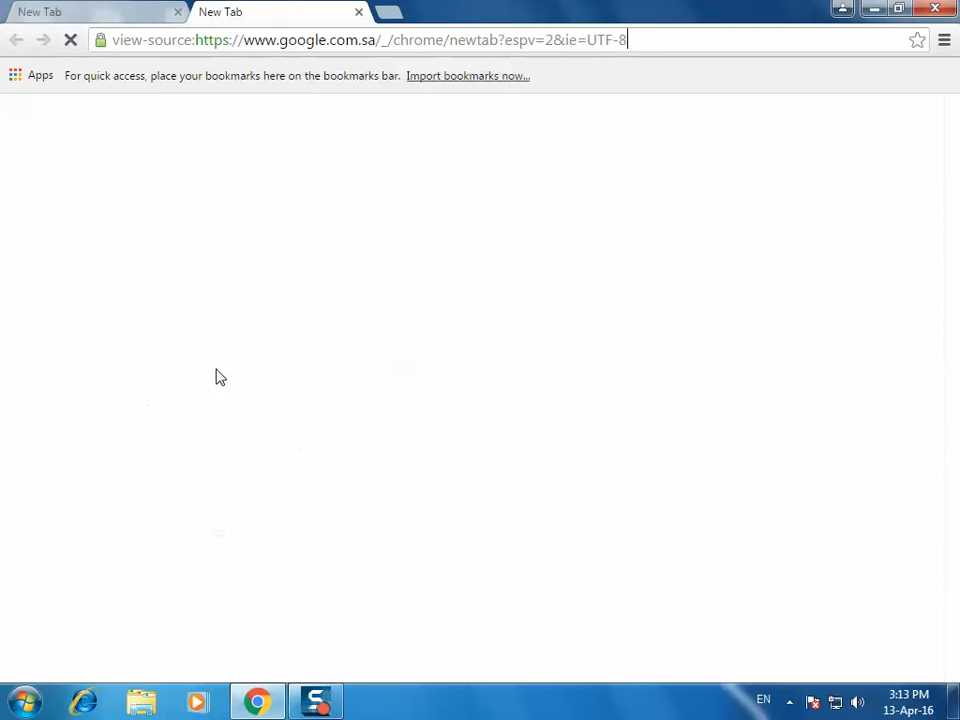 New Tab
New Tab
view-source:https://www.google.com.sa/_/chrome/newtab?espv=2&ie=UTF-8
Apps For quick access, place your bookmarks here on the bookmarks bar. Import bookmarks now...
EN
3:13 PM
13-Apr-16